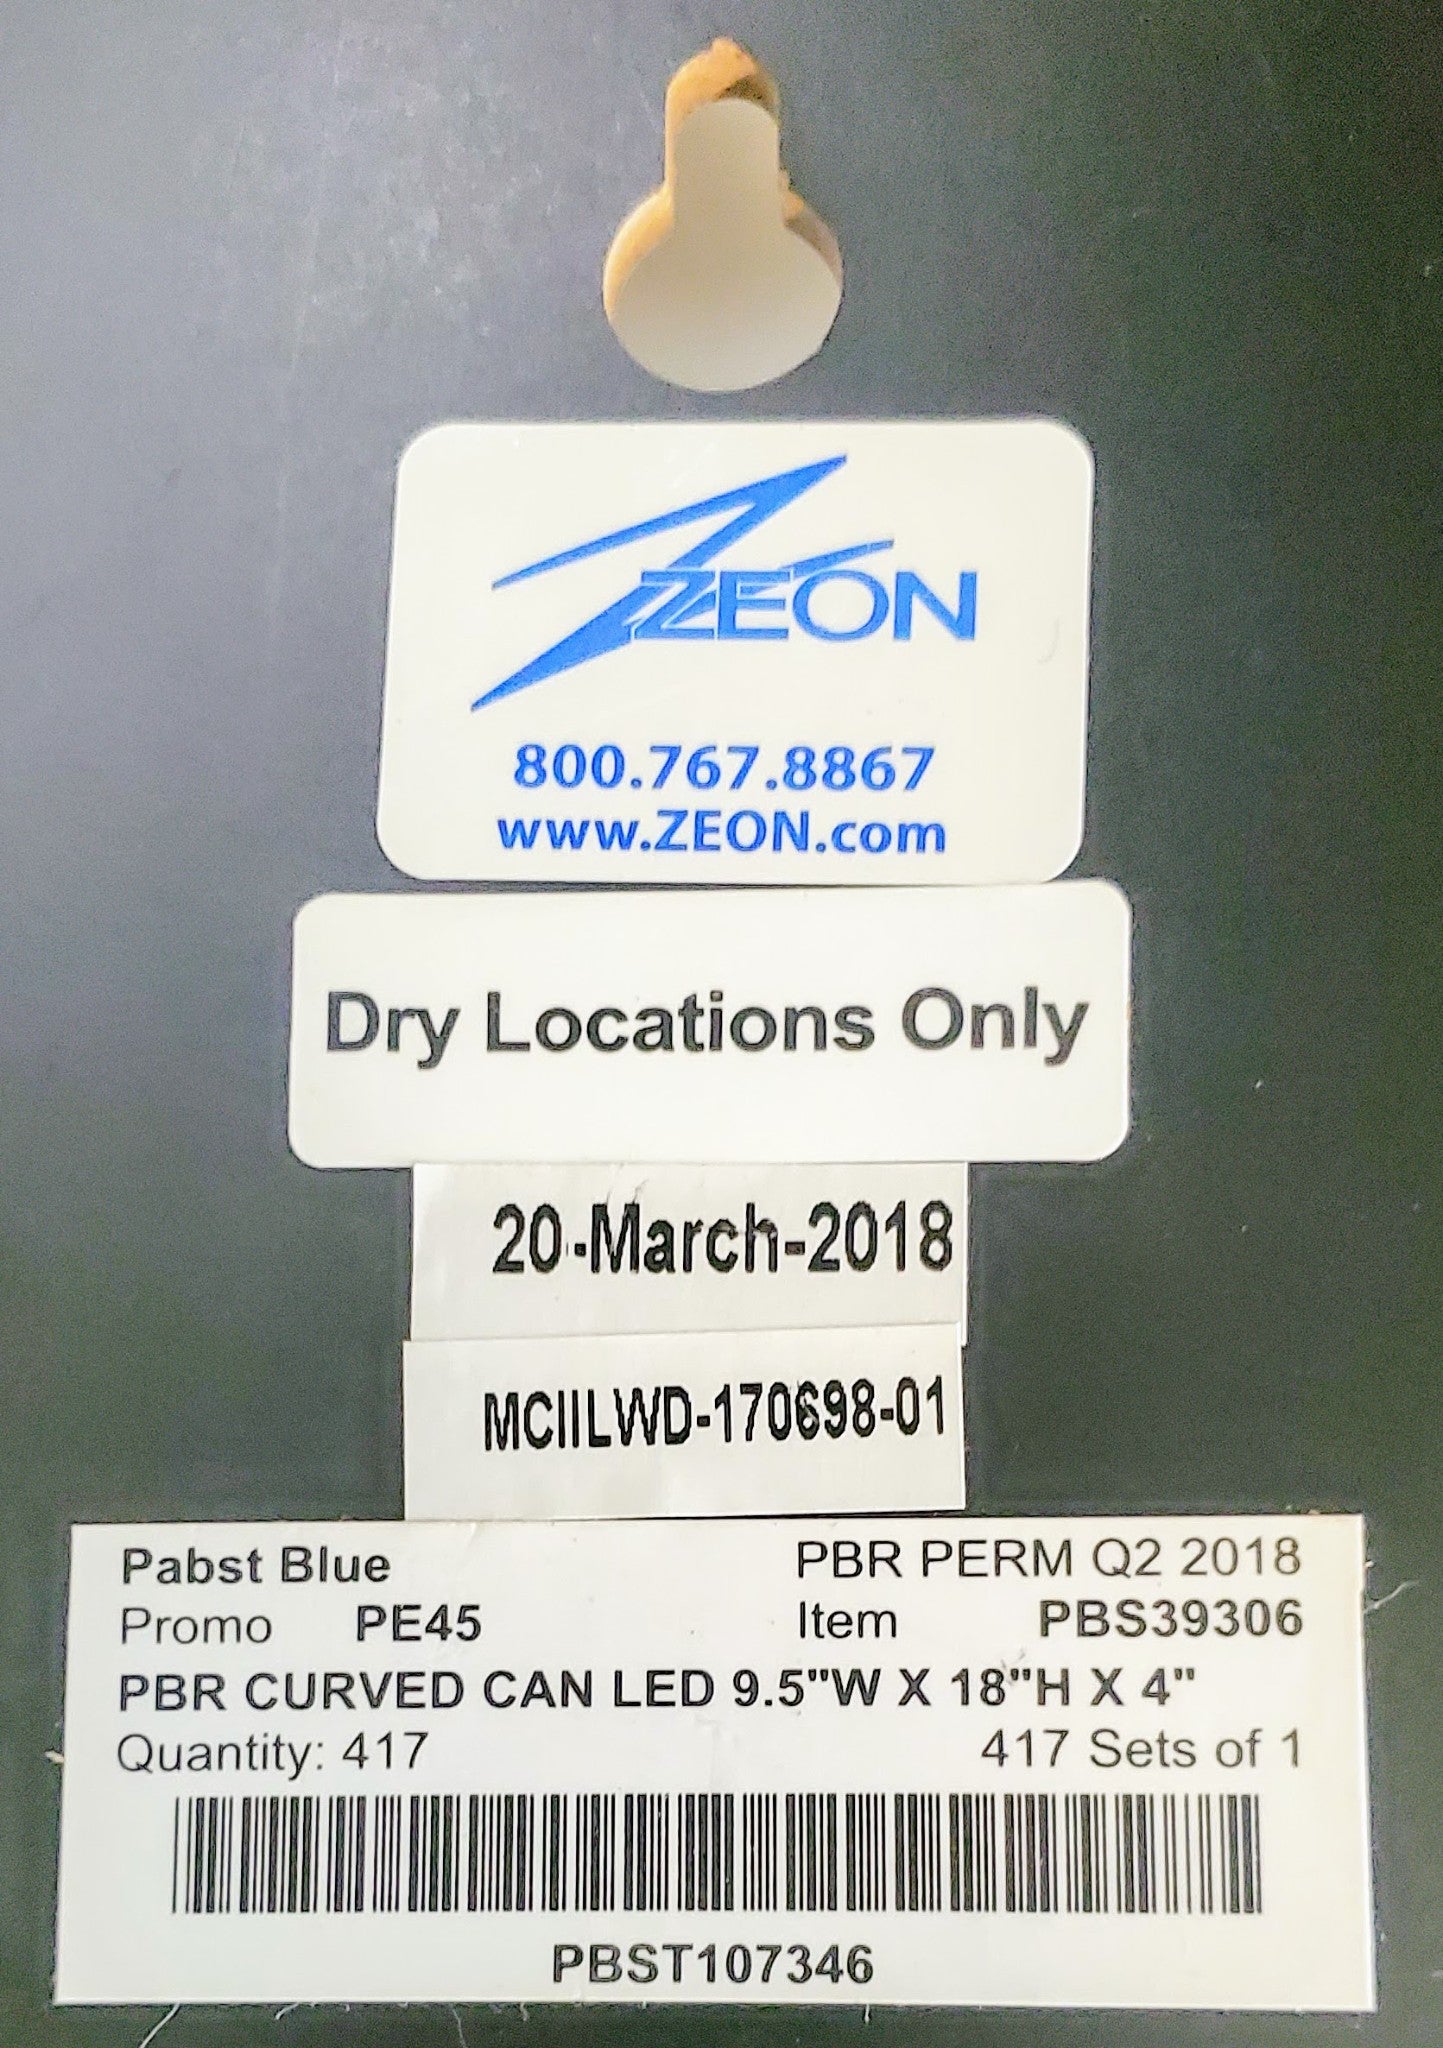 ZEON
800.767.8867
www.ZEON.com
Dry Locations Only
20-March-2018
MCIILWD-170698-01
Pabst Blue PBR PERM Q2 2018
Promo PE45 Item PBS39306
PBR CURVED CAN LED 9.5"W X 18"H X 4"
Quantity: 417 417 Sets of 1
PBST107346